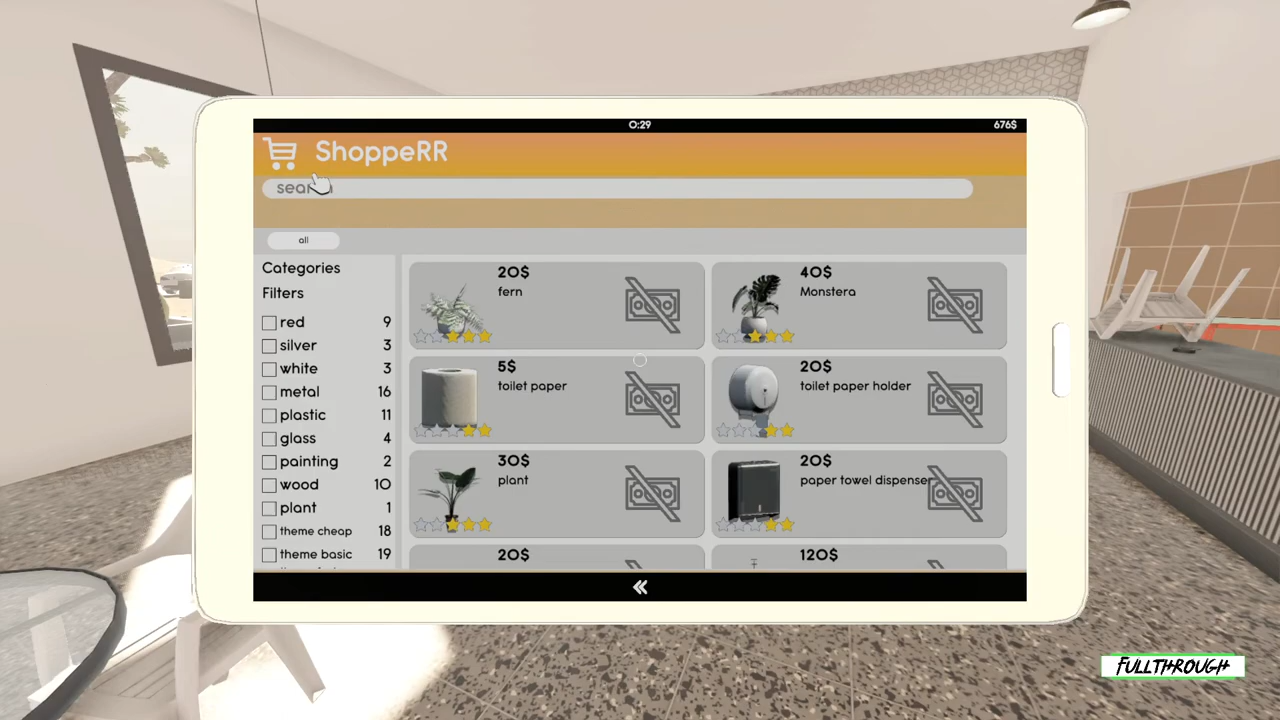 0:29
676$
ShoppeRR
all
Categories
Filters
red 9
silver 3
white 3
metal 16
plastic 11
glass 4
painting 2
wood 10
plant 1
theme cheap 18
theme basic 19
20$
fern
40$
Monstera
5$
toilet paper
20$
toilet paper holder
30$
plant
20$
paper towel dispenser
20$
120$
FULLTHROUGH